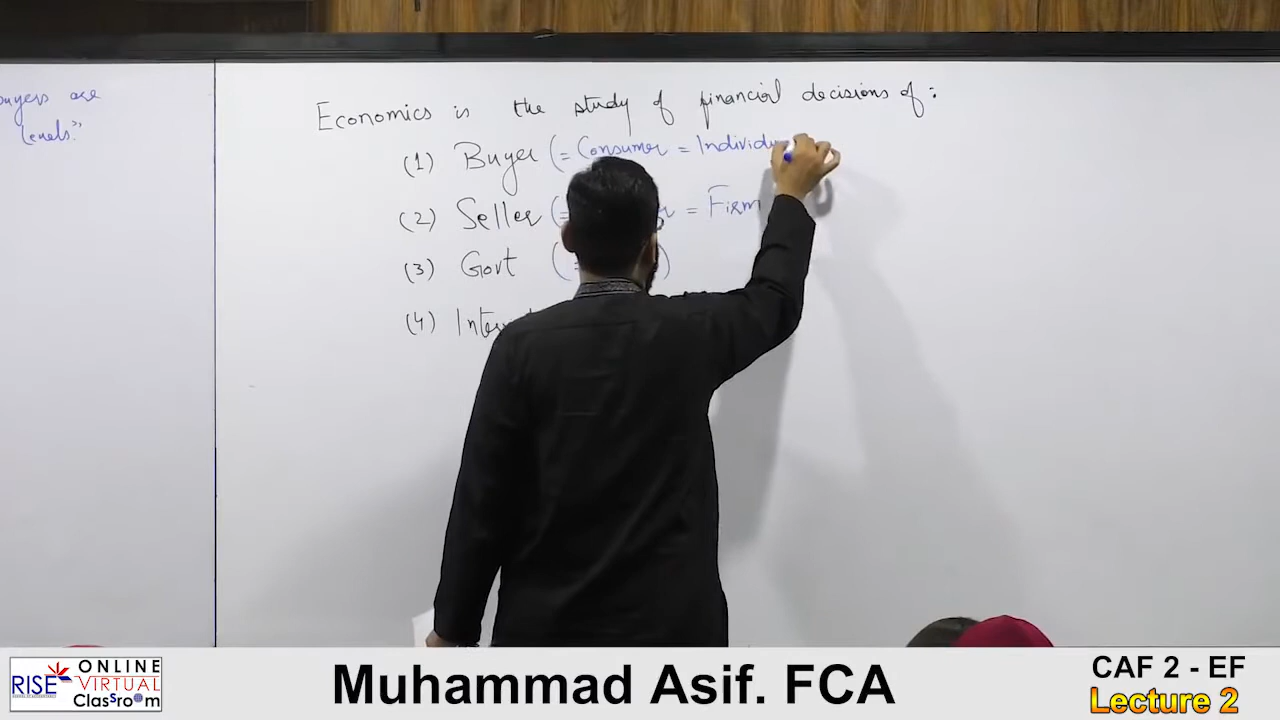 buyers are
levels."
Economics is the study of financial decisions of :
(1) Buyer (= Consumer = Individu
(2) Seller (= = Firm
(3) Govt (= )
(4) Inter
RISE
ONLINE
VIRTUAL
Classroom
Muhammad Asif. FCA
CAF 2 - EF
Lecture 2